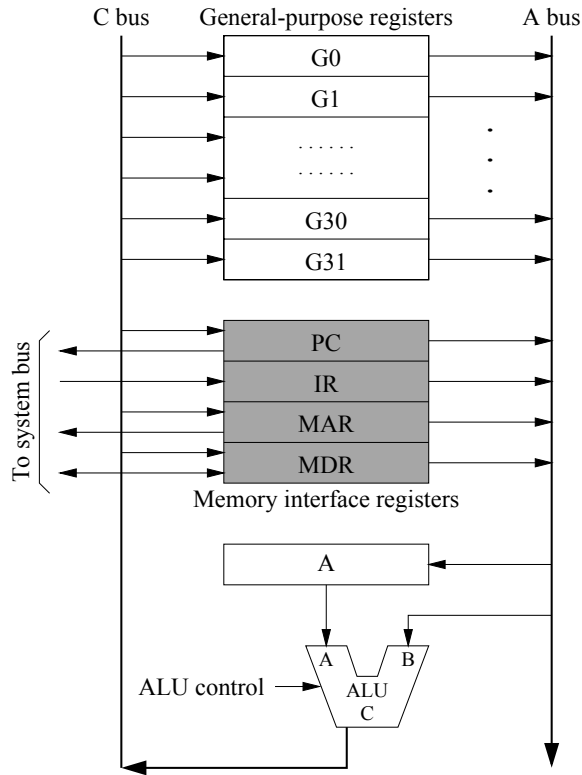 C bus
General-purpose registers
A bus
G0
G1
......
......
G30
G31
To system bus
PC
IR
MAR
MDR
Memory interface registers
A
A
B
ALU control
ALU
C